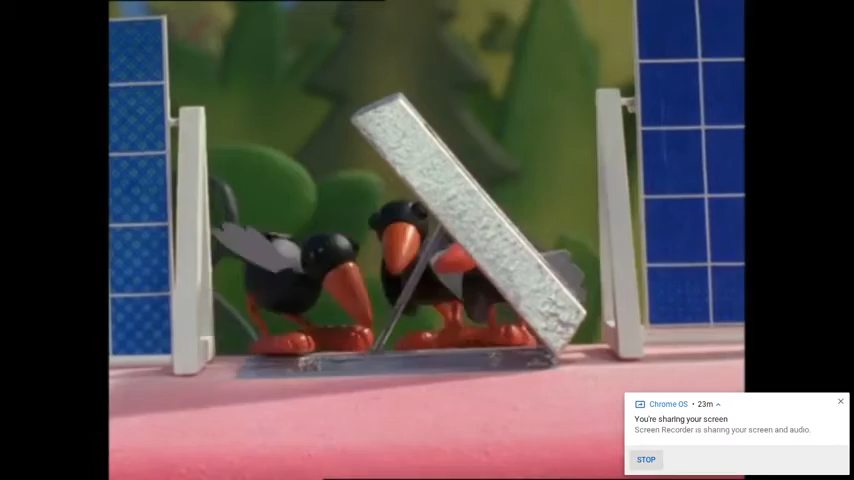 Chrome OS • 23m
You're sharing your screen
Screen Recorder is sharing your screen and audio.
STOP